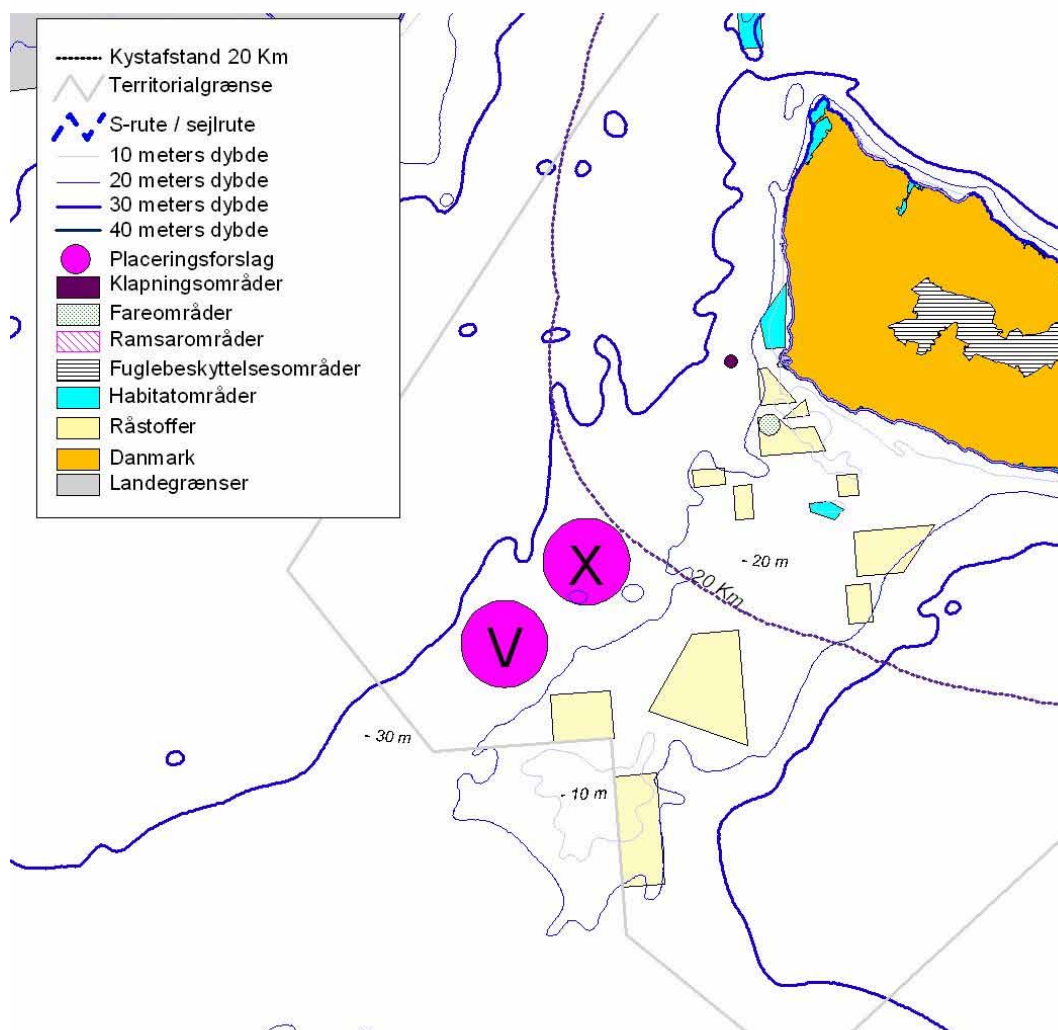 Kystafstand 20 Km
Territorialgrænse
S-rute / sejlrute
10 meters dybde
20 meters dybde
30 meters dybde
40 meters dybde
Placeringsforslag
Klapningsområder
Fareområder
Ramsarområder
Fuglebeskyttelsesområder
Habitatområder
Råstoffer
Danmark
Landegrænser
X
- 20 m
20 Km
V
- 30 m
- 10 m